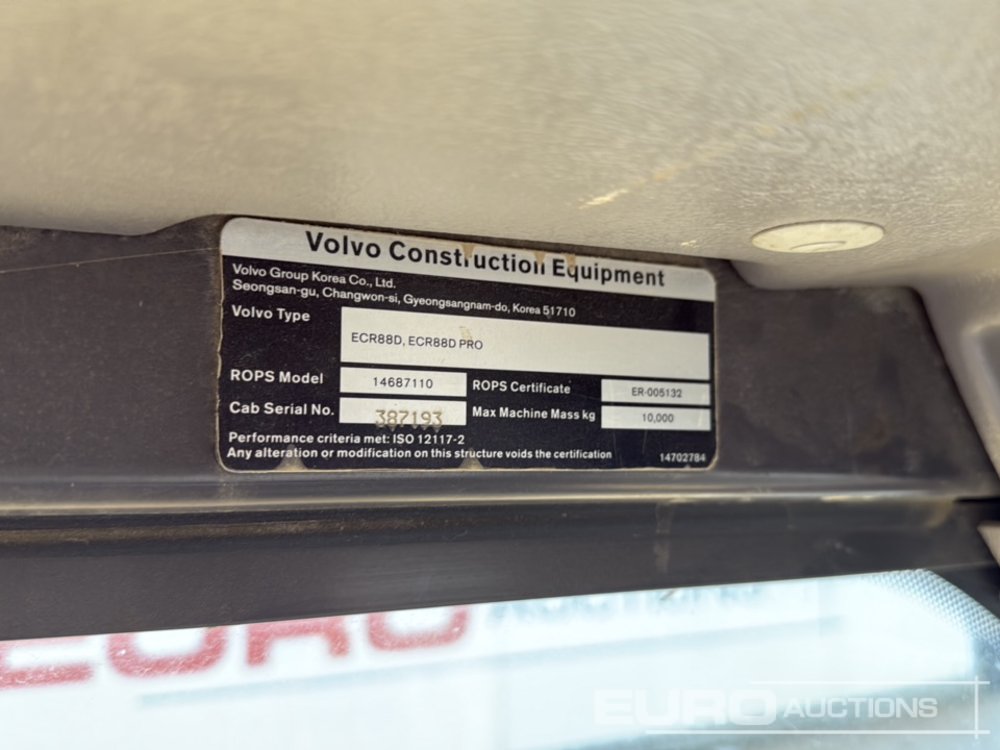 Volvo Construction Equipment
Volvo Group Korea Co., Ltd.
Seongsan-gu, Changwon-si, Gyeongsangnam-do, Korea 51710
Volvo Type
ECR88D, ECR88D PRO
ROPS Model 14687110 ROPS Certificate ER-005132
Cab Serial No. 387193 Max Machine Mass kg 10,000
Performance criteria met: ISO 12117-2
Any alteration or modification on this structure voids the certification 14702784
EURO
EURO AUCTIONS